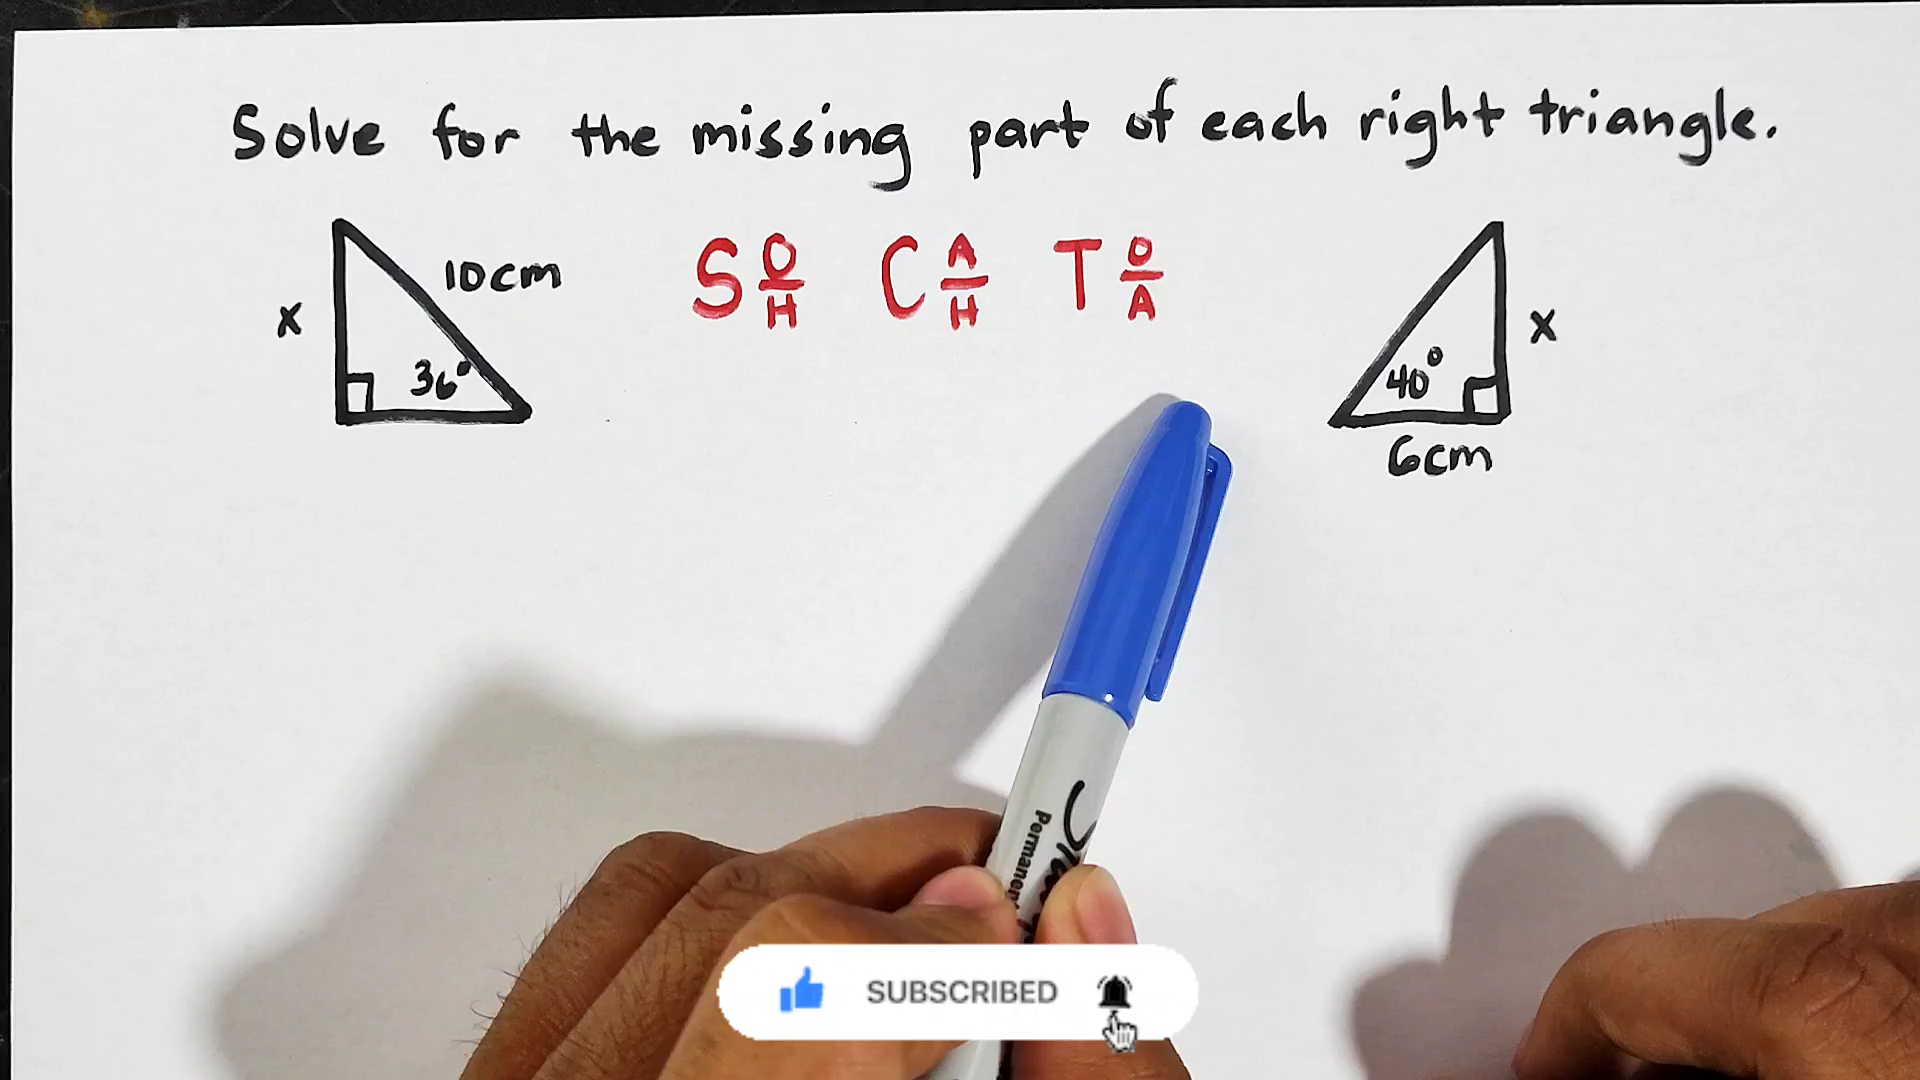 Solve for the missing part of each right triangle.
10cm
x
36°
S O/H C A/H T O/A
x
40°
6cm
Permanent
SUBSCRIBED